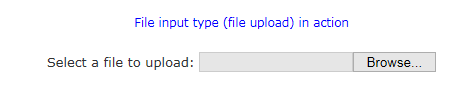 File input type (file upload) in action
Select a file to upload: Browse...